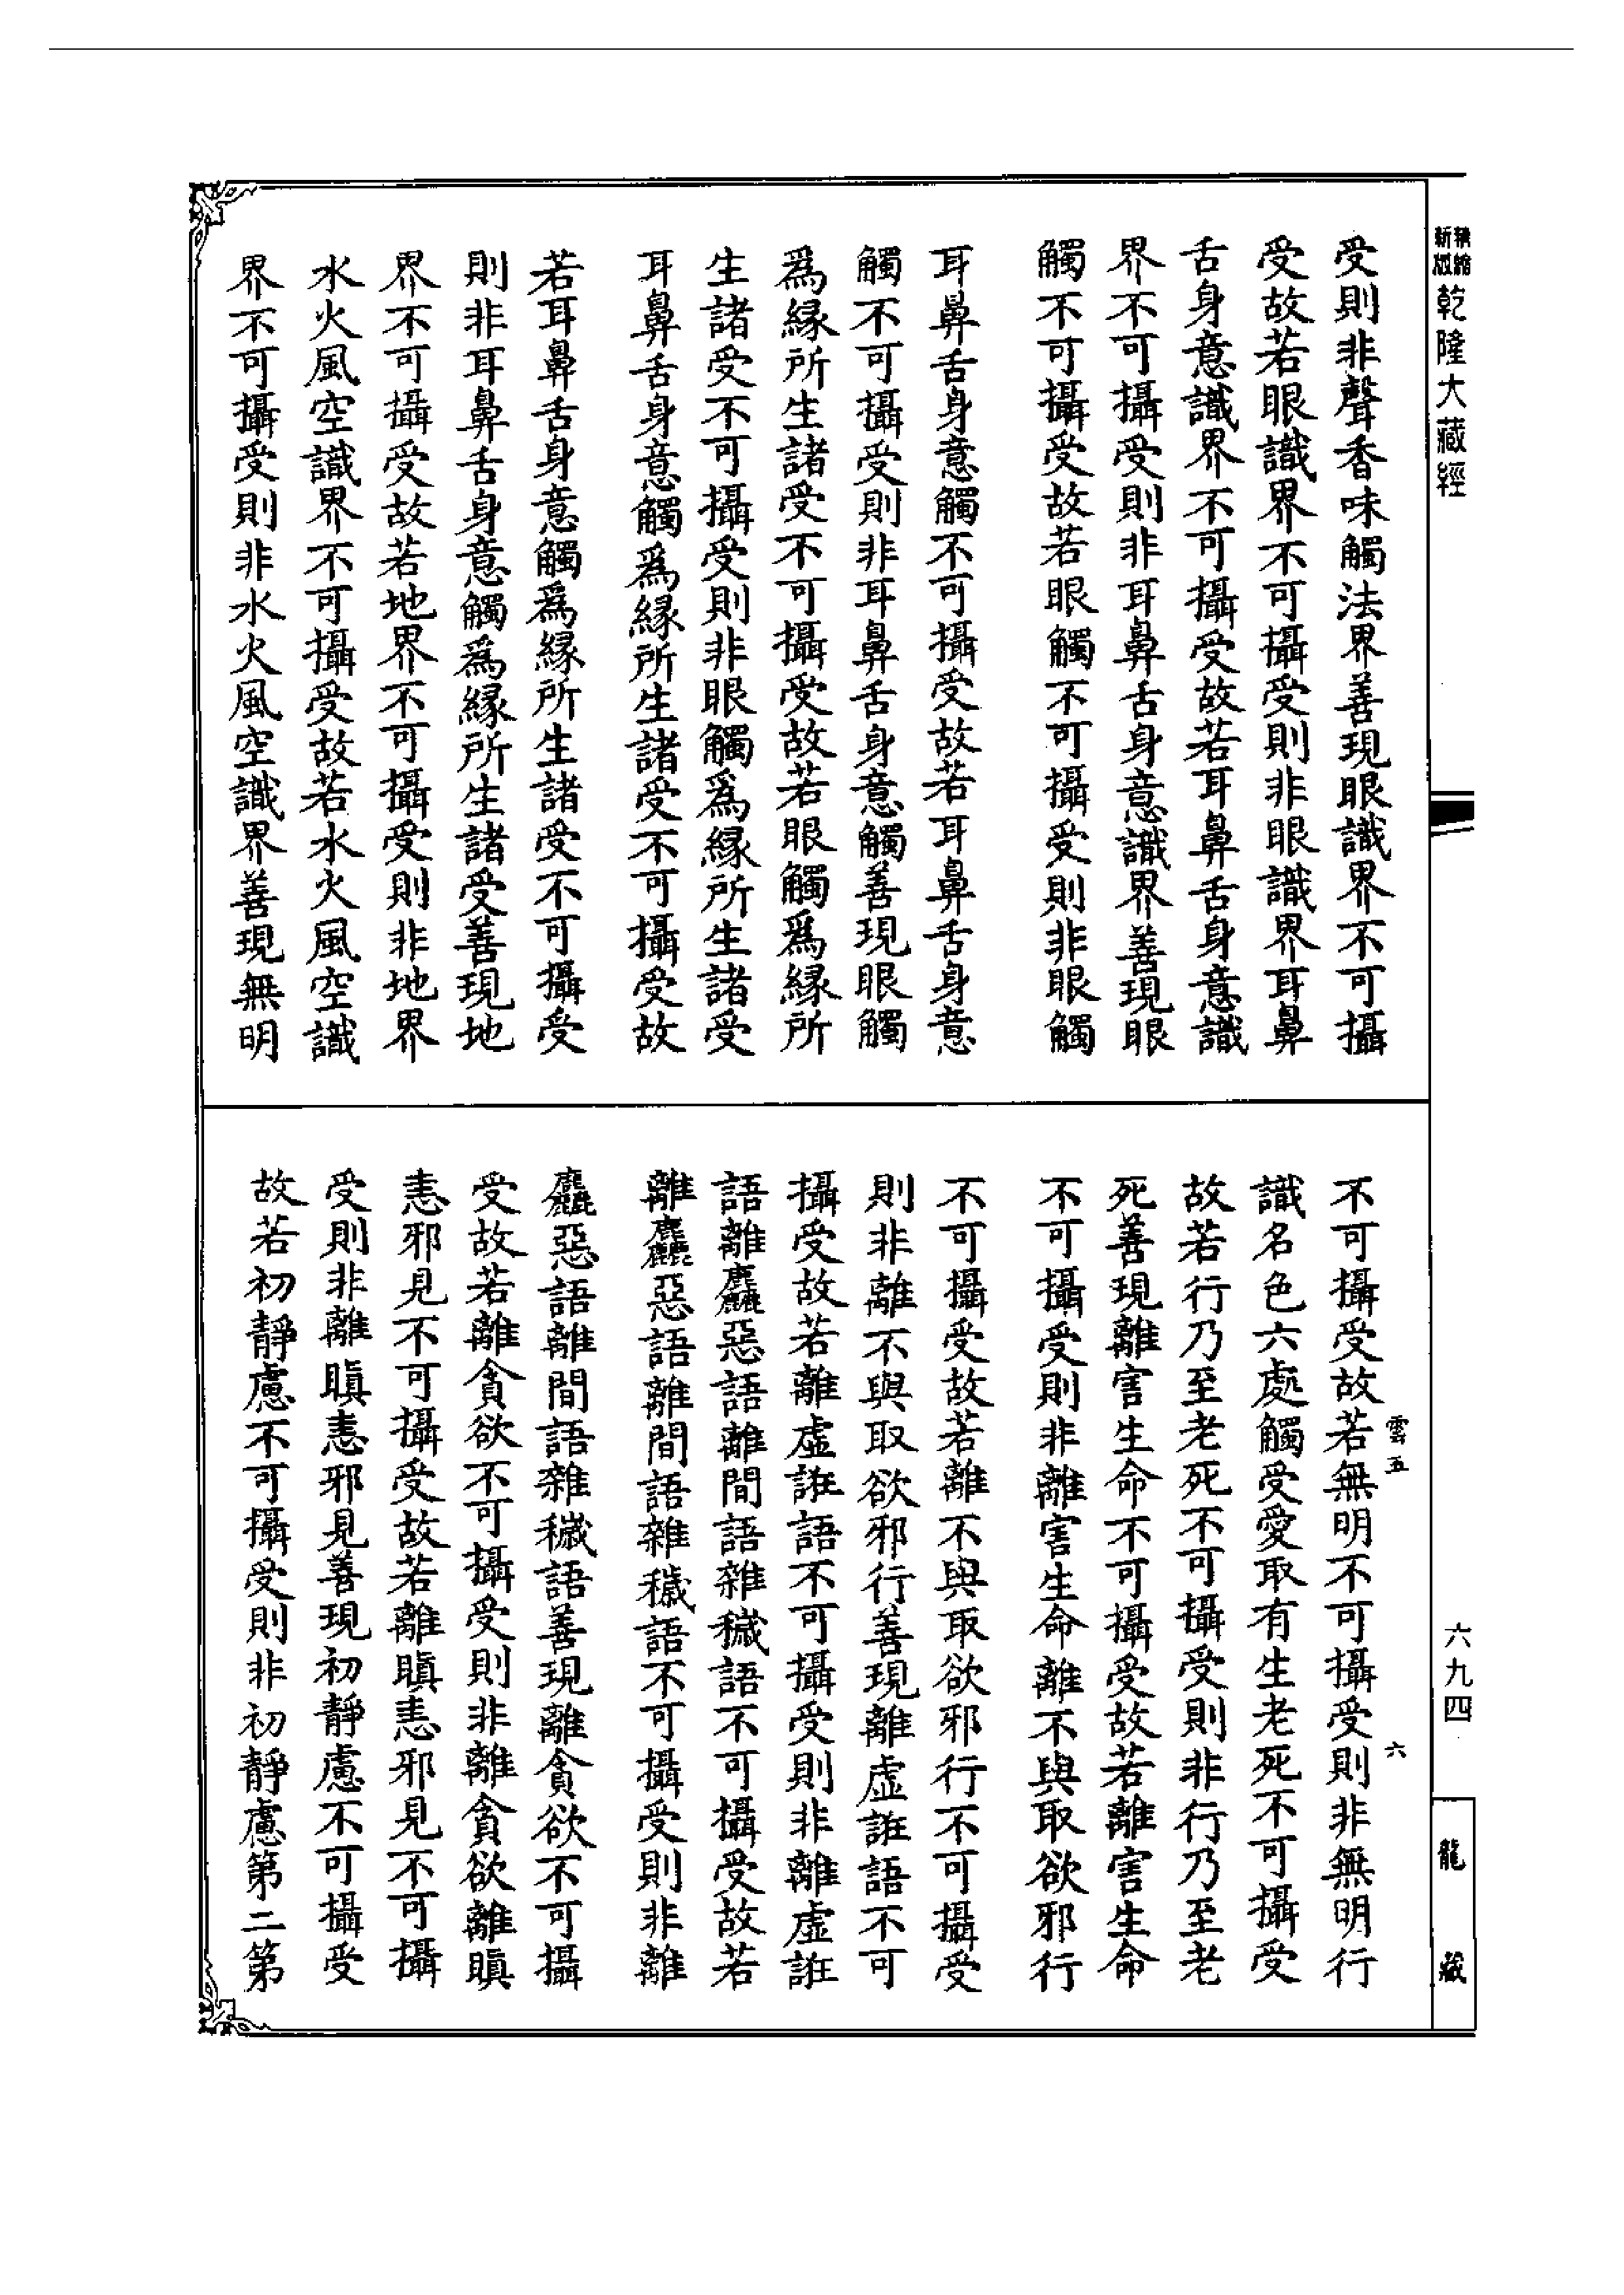 精縮
新版
乾隆大藏經
受則非聲香味觸法界善現眼識界不可攝
受故若眼識界不可攝受則非眼識界耳鼻
舌身意識界不可攝受故若耳鼻舌身意識
界不可攝受則非耳鼻舌身意識界善現眼
觸不可攝受故若眼觸不可攝受則非眼觸
耳鼻舌身意觸不可攝受故若耳鼻舌身意
觸不可攝受則非耳鼻舌身意觸善現眼觸
爲緣所生諸受不可攝受故若眼觸爲緣所
生諸受不可攝受則非眼觸爲緣所生諸受
耳鼻舌身意觸爲緣所生諸受不可攝受故
若耳鼻舌身意觸爲緣所生諸受不可攝受
則非耳鼻舌身意觸爲緣所生諸受善現地
界不可攝受故若地界不可攝受則非地界
水火風空識界不可攝受故若水火風空識
界不可攝受則非水火風空識界善現無明
六九四
龍藏
雲五
六
不可攝受故若無明不可攝受則非無明行
識名色六處觸受愛取有生老死不可攝受
故若行乃至老死不可攝受則非行乃至老
死善現離害生命不可攝受故若離害生命
不可攝受則非離害生命離不與取欲邪行
不可攝受故若離不與取欲邪行不可攝受
則非離不與取欲邪行善現離虛誑語不可
攝受故若離虛誑語不可攝受則非離虛誑
語離麤惡語離間語雜穢語不可攝受故若
離麤惡語離間語雜穢語不可攝受則非離
麤惡語離間語雜穢語善現離貪欲不可攝
受故若離貪欲不可攝受則非離貪欲離瞋
恚邪見不可攝受故若離瞋恚邪見不可攝
受則非離瞋恚邪見善現初靜慮不可攝受
故若初靜慮不可攝受則非初靜慮第二第